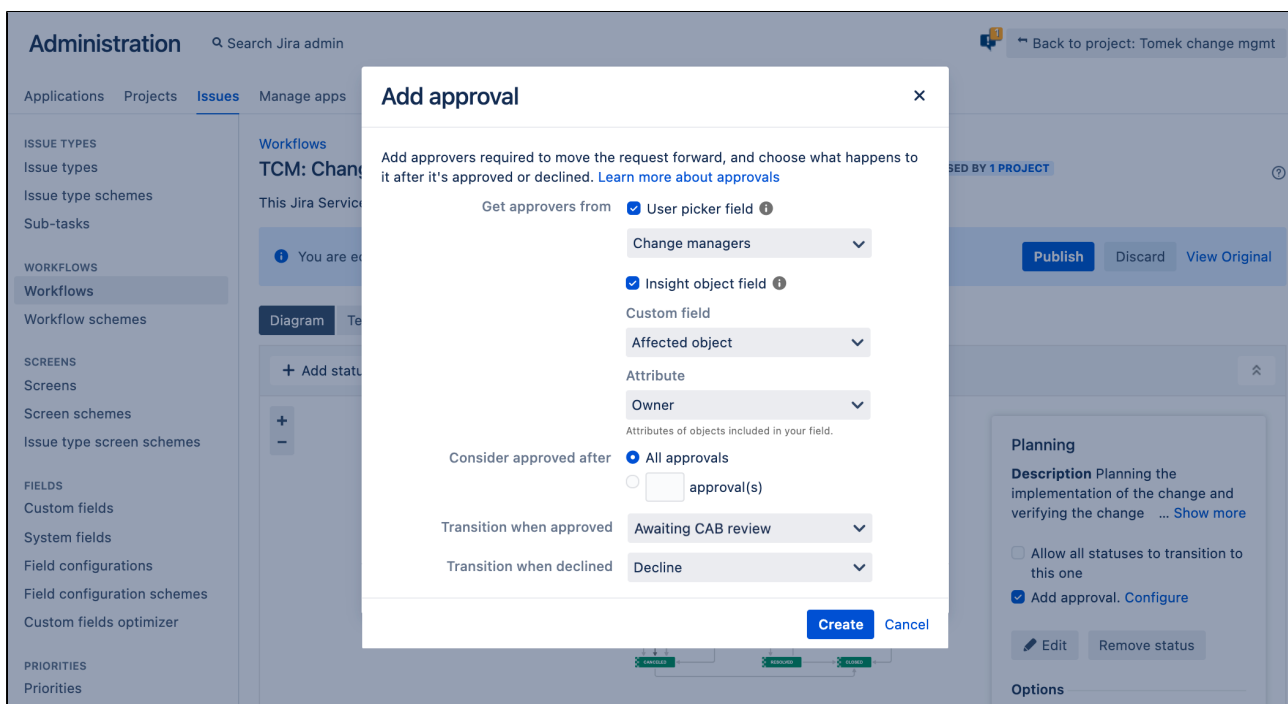 Administration
Search Jira admin
Back to project: Tomek change mgmt
Applications Projects Issues Manage apps
ISSUE TYPES
Issue types
Issue type schemes
Sub-tasks
WORKFLOWS
Workflows
Workflow schemes
SCREENS
Screens
Screen schemes
Issue type screen schemes
FIELDS
Custom fields
System fields
Field configurations
Field configuration schemes
Custom fields optimizer
PRIORITIES
Priorities
Workflows
TCM: Chang
BY 1 PROJECT
This Jira Service
You are
Publish Discard View Original
Diagram
+ Add
+
−
Add approval
Add approvers required to move the request forward, and choose what happens to
it after it's approved or declined. Learn more about approvals
Get approvers from User picker field
Change managers
Insight object field
Custom field
Affected object
Attribute
Owner
Attributes of objects included in your field.
Consider approved after All approvals
approval(s)
Transition when approved Awaiting CAB review
Transition when declined Decline
Create Cancel
CANCELED RESOLVED CLOSED
Planning
Description Planning the
implementation of the change and
verifying the change ... Show more
Allow all statuses to transition to
this one
Add approval. Configure
Edit Remove status
Options